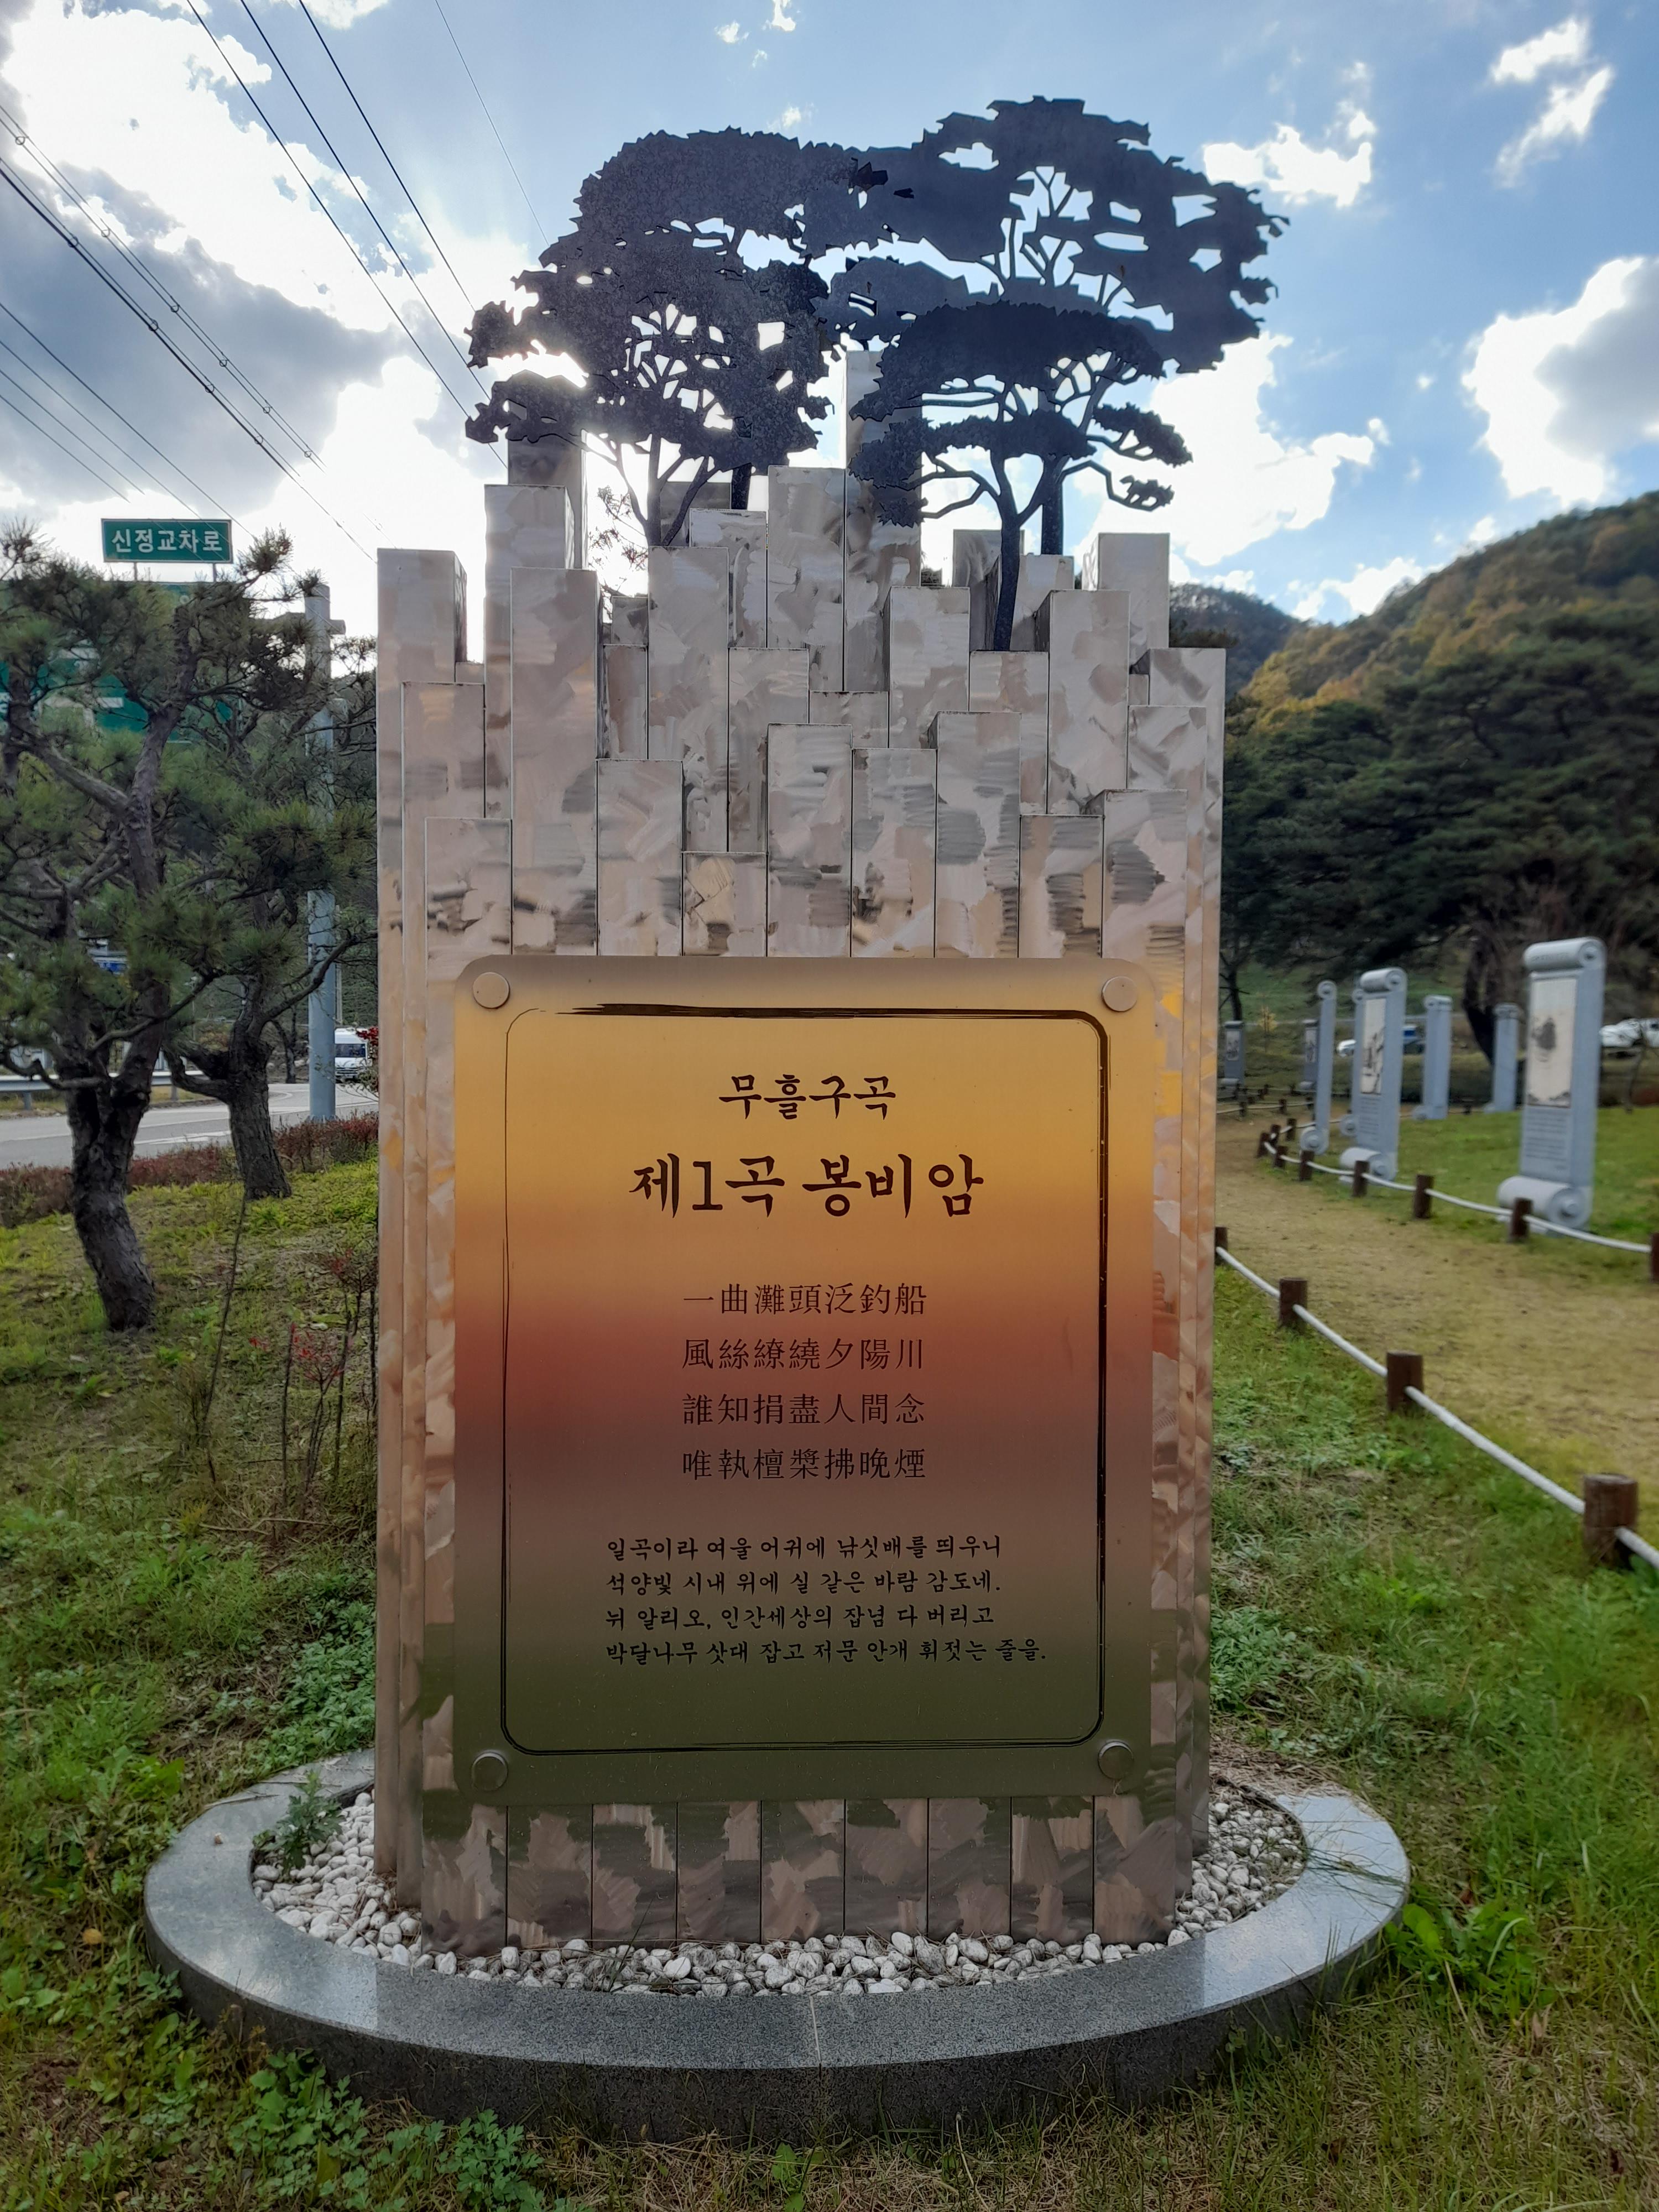 신정교차로
무흘구곡
제1곡 봉비암
一曲灘頭泛釣船
風絲繚繞夕陽川
誰知捐盡人間念
唯執檀槳拂晩煙
일곡이라 여울 어귀에 낚싯배를 띄우니
석양빛 시내 위에 실 같은 바람 감도네.
뉘 알리오, 인간세상의 잡념 다 버리고
박달나무 삿대 잡고 저문 안개 휘젓는 줄을.